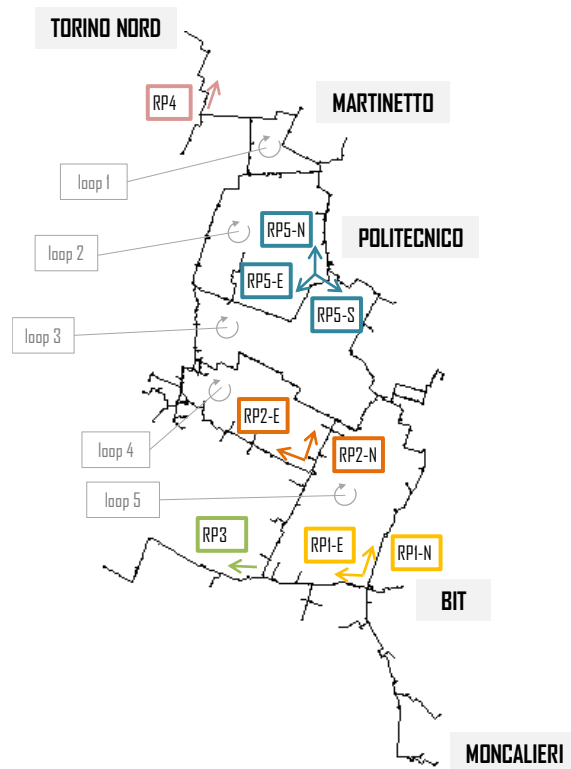 TORINO NORD
RP4
MARTINETTO
loop 1
RP5-N
loop 2
POLITECNICO
RP5-E
RP5-S
loop 3
RP2-E
loop 4
RP2-N
loop 5
RP3
RP1-E
RP1-N
BIT
MONCALIERI